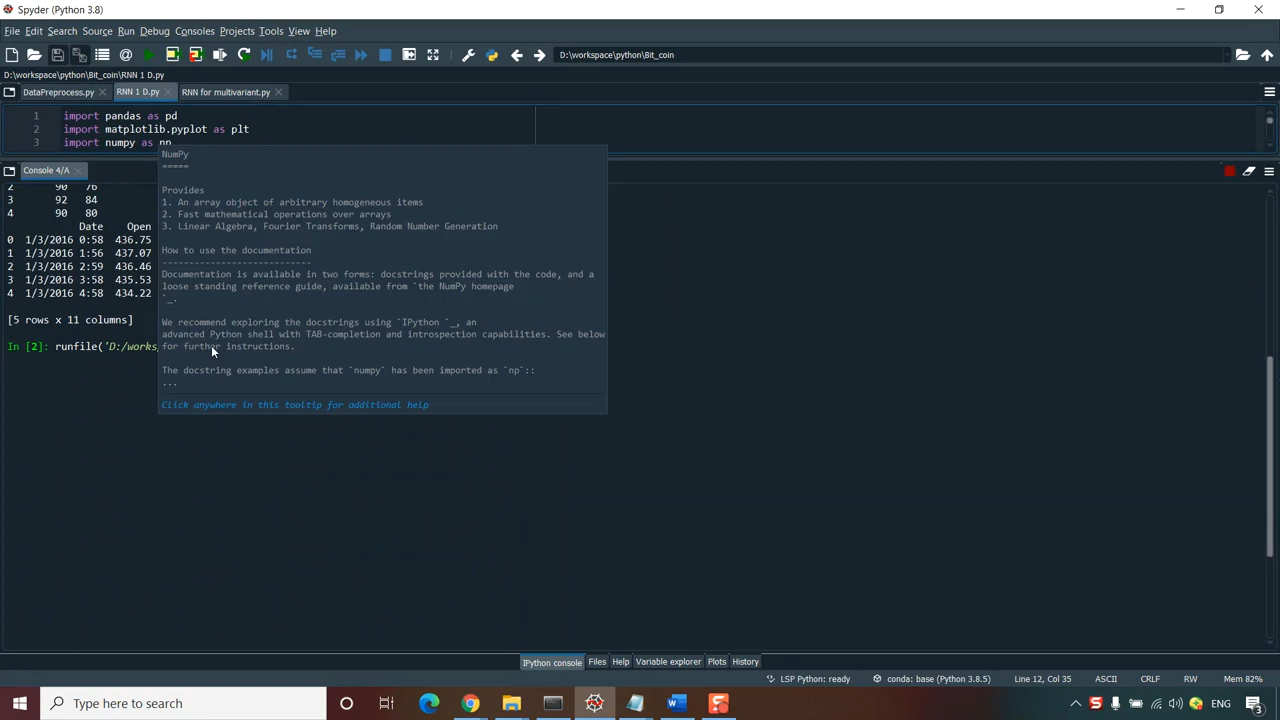 Spyder (Python 3.8)
File Edit Search Source Run Debug Consoles Projects Tools View Help
D:\workspace\python\Bit_coin
D:\workspace\python\Bit_coin\RNN 1 D.py
DataPreprocess.py RNN 1 D.py RNN for multivariant.py
1 import pandas as pd
2 import matplotlib.pyplot as plt
3 import numpy as np
Console 4/A
2 90 76
3 92 84
4 90 80
Date Open
0 1/3/2016 0:58 436.75
1 1/3/2016 1:56 437.07
2 1/3/2016 2:59 436.46
3 1/3/2016 3:58 435.53
4 1/3/2016 4:58 434.22
[5 rows x 11 columns]
In [2]: runfile('D:/works
NumPy
=====
Provides
1. An array object of arbitrary homogeneous items
2. Fast mathematical operations over arrays
3. Linear Algebra, Fourier Transforms, Random Number Generation
How to use the documentation
----------------------------
Documentation is available in two forms: docstrings provided with the code, and a
loose standing reference guide, available from `the NumPy homepage
`_.
We recommend exploring the docstrings using `IPython `_, an
advanced Python shell with TAB-completion and introspection capabilities. See below
for further instructions.
The docstring examples assume that `numpy` has been imported as `np`::
...
Click anywhere in this tooltip for additional help
IPython console Files Help Variable explorer Plots History
LSP Python: ready conda: base (Python 3.8.5) Line 12, Col 35 ASCII CRLF RW Mem 82%
Type here to search
ENG
3